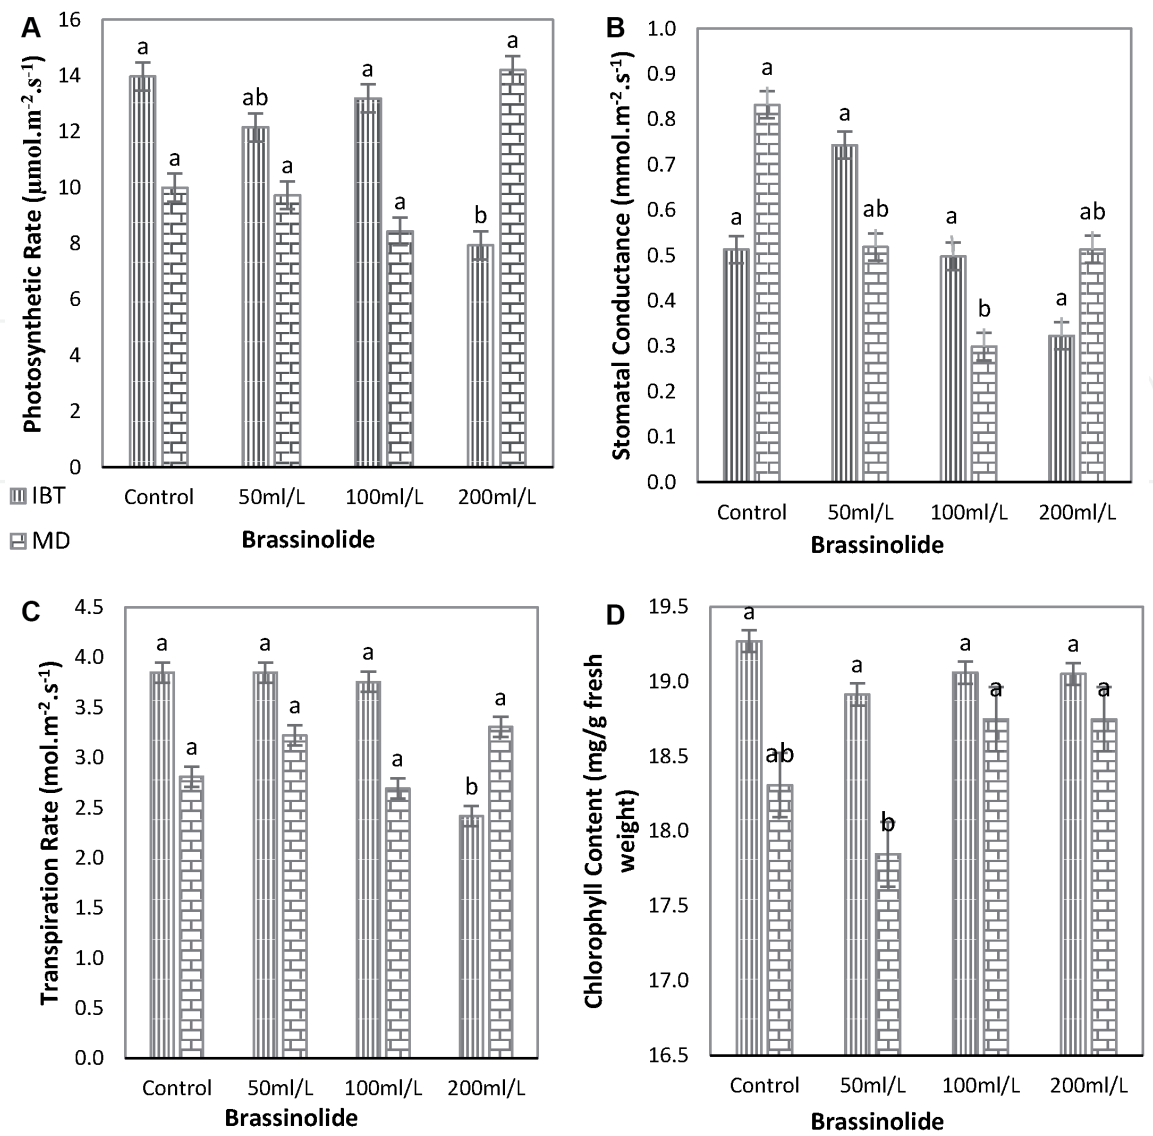 A
Photosynthetic Rate (μmol.m-2.s-1)
16
14
12
10
8
6
4
2
0
a
a
ab
a
a
a
b
a
Control 50ml/L 100ml/L 200ml/L
Brassinolide
IBT
MD
B
Stomatal Conductance (mmol.m-2.s-1)
1.0
0.9
0.8
0.7
0.6
0.5
0.4
0.3
0.2
0.1
0.0
a
a
a
ab
a
b
a
ab
Control 50ml/L 100ml/L 200ml/L
Brassinolide
C
Transpiration Rate (mol.m-2.s-1)
4.5
4.0
3.5
3.0
2.5
2.0
1.5
1.0
0.5
0.0
a
a
a
a
a
a
b
a
Control 50ml/L 100ml/L 200ml/L
Brassinolide
D
Chlorophyll Content (mg/g fresh
weight)
19.5
19.0
18.5
18.0
17.5
17.0
16.5
a
ab
a
b
a
a
a
a
Control 50ml/L 100ml/L 200ml/L
Brassinolide